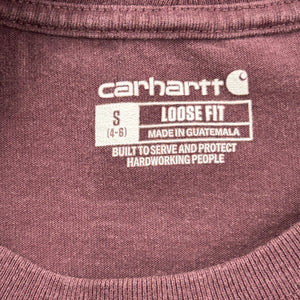 carhartt
S
(4-6)
LOOSE FIT
MADE IN GUATEMALA
BUILT TO SERVE AND PROTECT
HARDWORKING PEOPLE